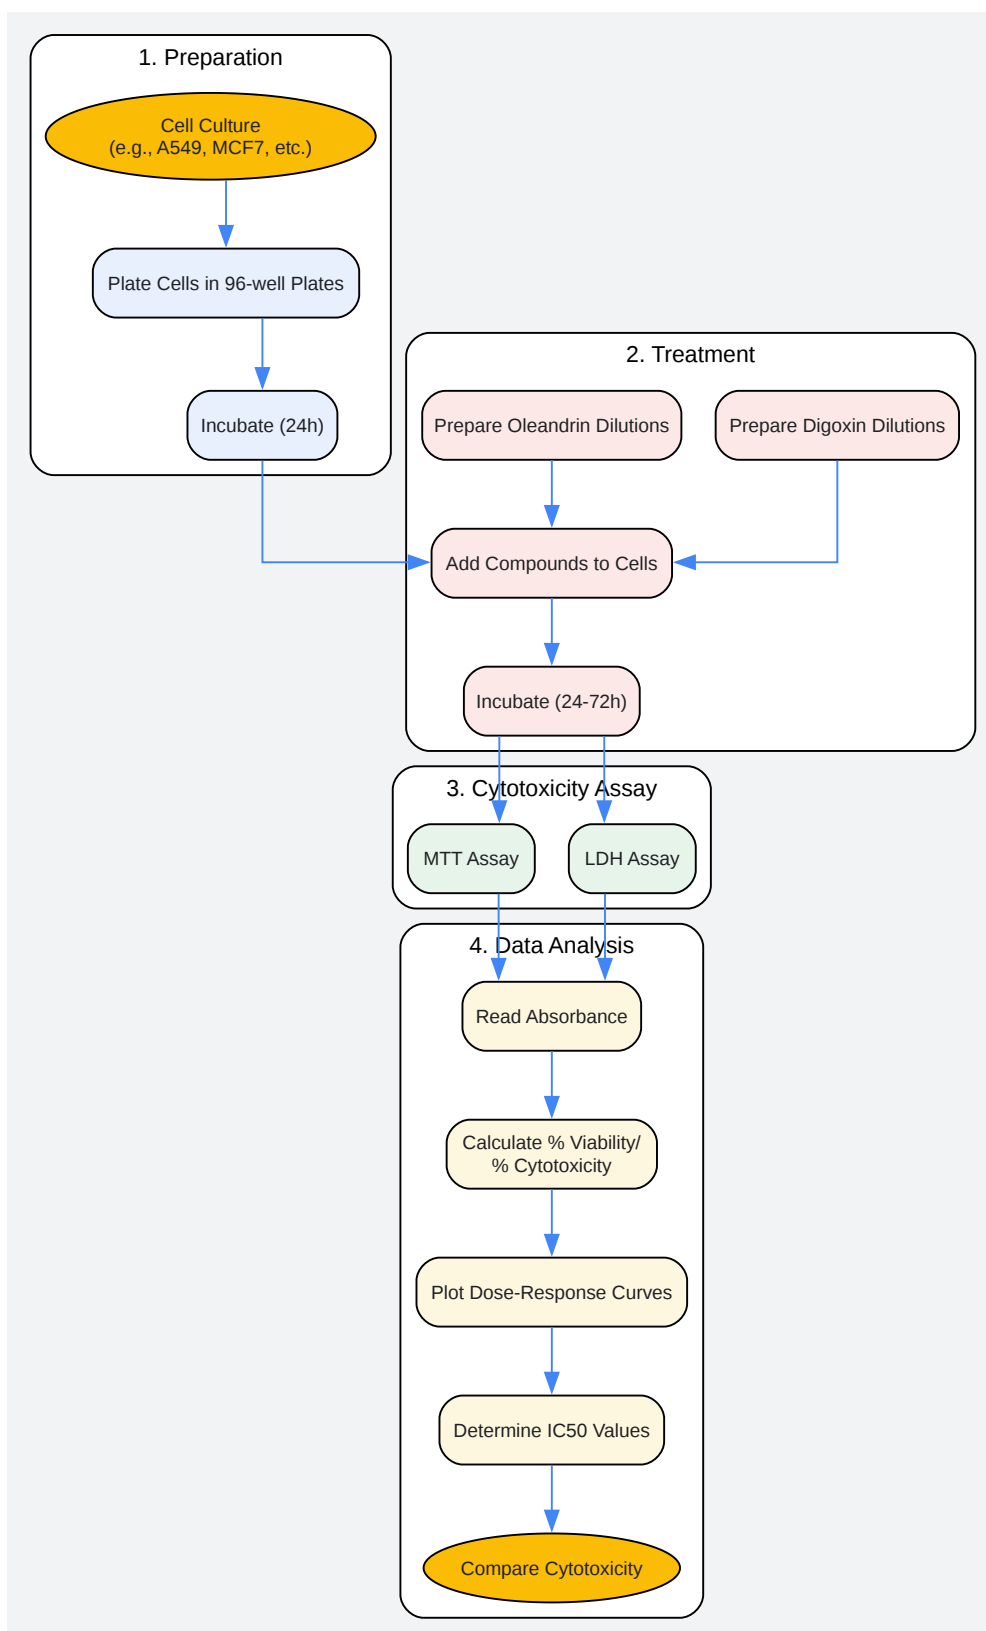 1. Preparation
Cell Culture
(e.g., A549, MCF7, etc.)
Plate Cells in 96-well Plates
Incubate (24h)
2. Treatment
Prepare Oleandrin Dilutions
Prepare Digoxin Dilutions
Add Compounds to Cells
Incubate (24-72h)
3. Cytotoxicity Assay
MTT Assay
LDH Assay
4. Data Analysis
Read Absorbance
Calculate % Viability/
% Cytotoxicity
Plot Dose-Response Curves
Determine IC50 Values
Compare Cytotoxicity